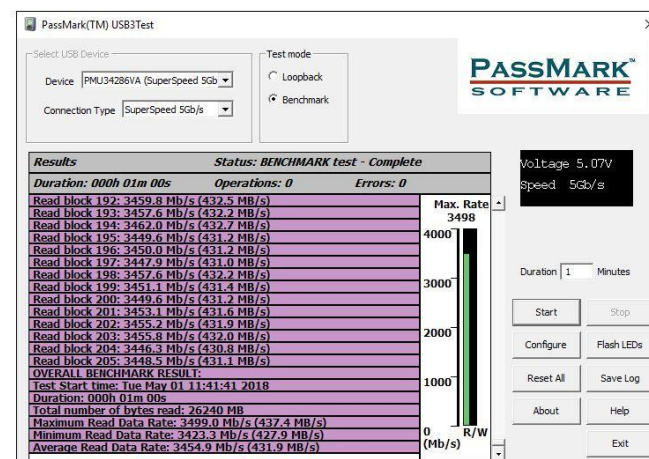 PassMark(TM) USB3Test
Select USB Device
Device PMU34286VA (SuperSpeed 5Gb
Connection Type SuperSpeed 5Gb/s
Test mode
Loopback
Benchmark
PASSMARK™
SOFTWARE
Results Status: BENCHMARK test - Complete
Duration: 000h 01m 00s Operations: 0 Errors: 0
Read block 192: 3459.8 Mb/s (432.5 MB/s)
Read block 193: 3457.6 Mb/s (432.2 MB/s)
Read block 194: 3462.0 Mb/s (432.7 MB/s)
Read block 195: 3449.6 Mb/s (431.2 MB/s)
Read block 196: 3450.0 Mb/s (431.2 MB/s)
Read block 197: 3447.9 Mb/s (431.0 MB/s)
Read block 198: 3457.6 Mb/s (432.2 MB/s)
Read block 199: 3451.1 Mb/s (431.4 MB/s)
Read block 200: 3449.6 Mb/s (431.2 MB/s)
Read block 201: 3453.1 Mb/s (431.6 MB/s)
Read block 202: 3455.2 Mb/s (431.9 MB/s)
Read block 203: 3455.8 Mb/s (432.0 MB/s)
Read block 204: 3446.3 Mb/s (430.8 MB/s)
Read block 205: 3448.5 Mb/s (431.1 MB/s)
OVERALL BENCHMARK RESULT:
Test Start time: Tue May 01 11:41:41 2018
Duration: 000h 01m 00s
Total number of bytes read: 26240 MB
Maximum Read Data Rate: 3499.0 Mb/s (437.4 MB/s)
Minimum Read Data Rate: 3423.3 Mb/s (427.9 MB/s)
Average Read Data Rate: 3454.9 Mb/s (431.9 MB/s)
Max. Rate
3498
4000
3000
2000
1000
0 R/W
(Mb/s)
Voltage 5.07V
Speed 5Gb/s
Duration 1 Minutes
Start Stop
Configure Flash LEDs
Reset All Save Log
About Help
Exit